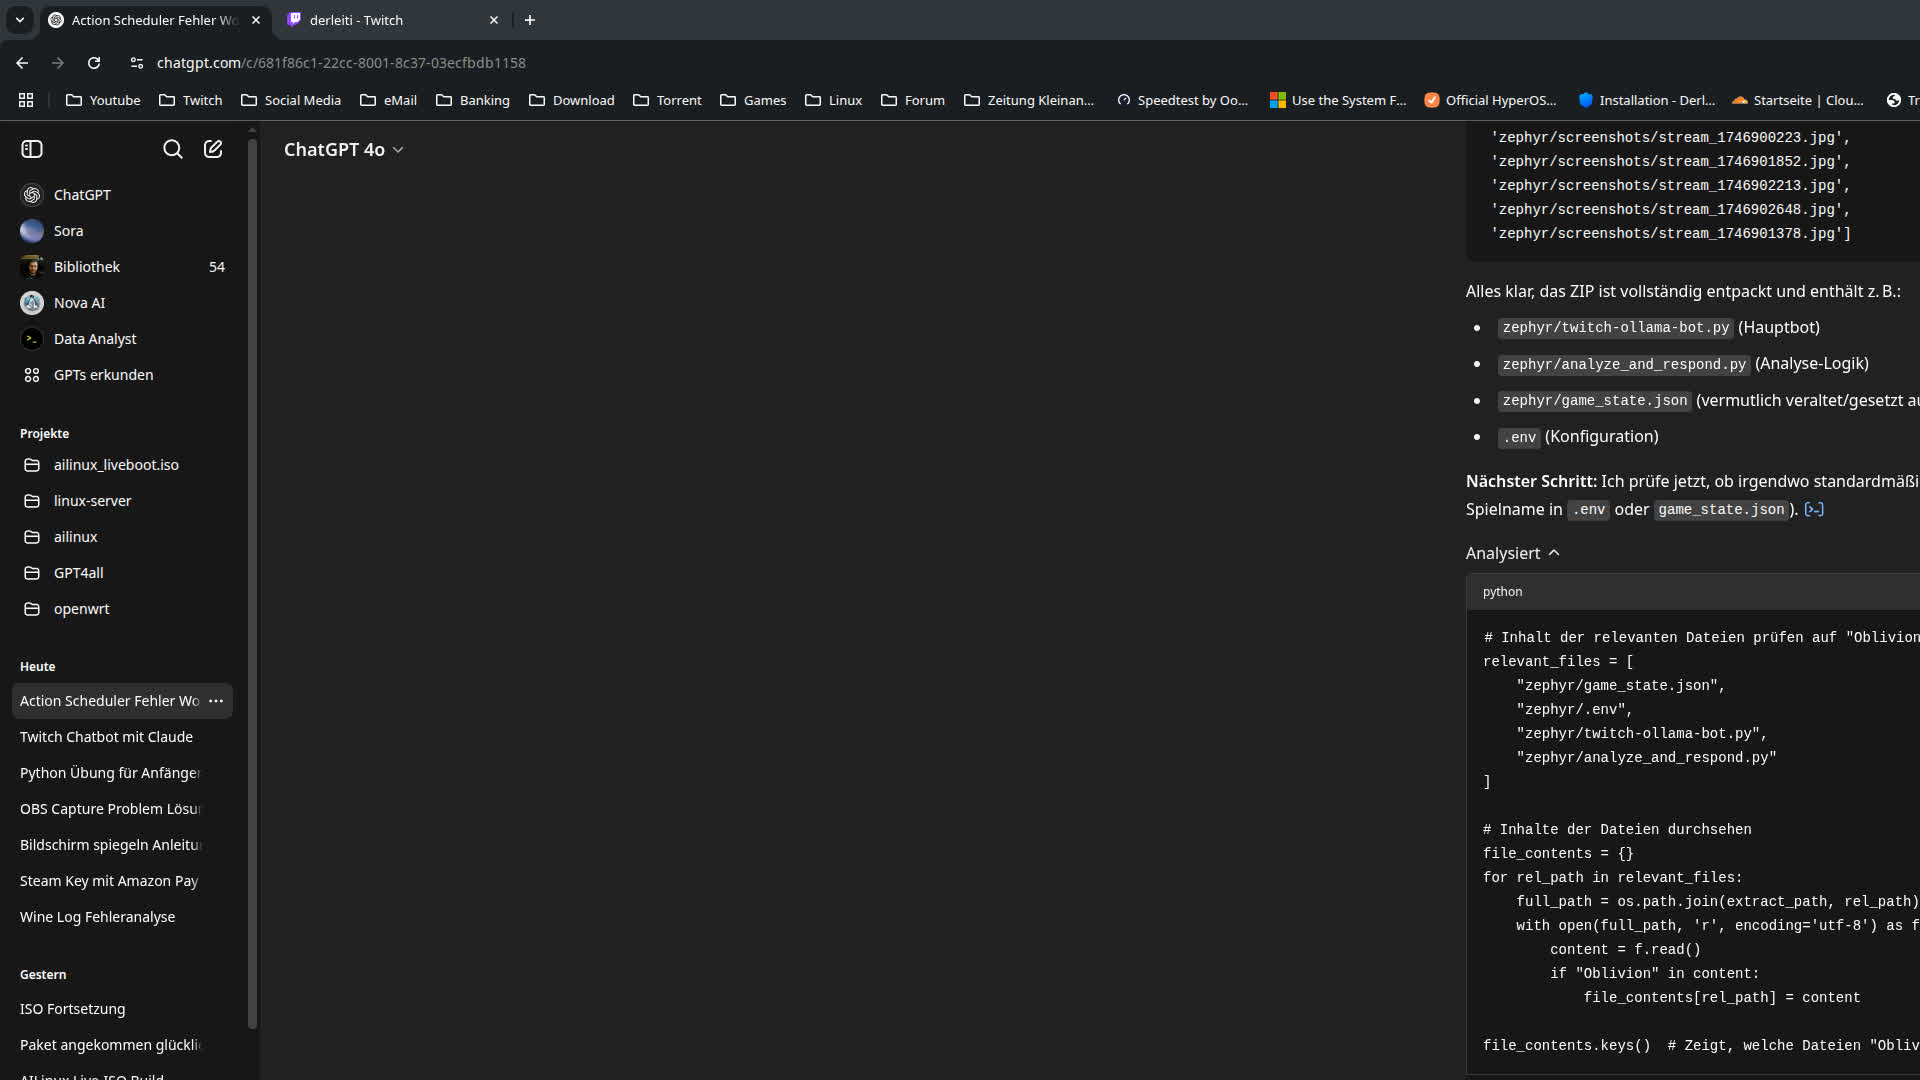 Action Scheduler Fehler Wo
derleiti - Twitch
chatgpt.com/c/681f86c1-22cc-8001-8c37-03ecfbdb1158
Youtube
Twitch
Social Media
eMail
Banking
Download
Torrent
Games
Linux
Forum
Zeitung Kleinan...
Speedtest by Oo...
Use the System F...
Official HyperOS...
Installation - Derl...
Startseite | Clou...
Tr
ChatGPT 4o
ChatGPT
Sora
Bibliothek 54
Nova AI
Data Analyst
GPTs erkunden
Projekte
ailinux_liveboot.iso
linux-server
ailinux
GPT4all
openwrt
Heute
Action Scheduler Fehler Wo
Twitch Chatbot mit Claude
Python Übung für Anfänger
OBS Capture Problem Lösu
Bildschirm spiegeln Anleitu
Steam Key mit Amazon Pay
Wine Log Fehleranalyse
Gestern
ISO Fortsetzung
Paket angekommen glückli
AILinux Live ISO Build
'zephyr/screenshots/stream_1746900223.jpg',
'zephyr/screenshots/stream_1746901852.jpg',
'zephyr/screenshots/stream_1746902213.jpg',
'zephyr/screenshots/stream_1746902648.jpg',
'zephyr/screenshots/stream_1746901378.jpg']
Alles klar, das ZIP ist vollständig entpackt und enthält z. B.:
• zephyr/twitch-ollama-bot.py (Hauptbot)
• zephyr/analyze_and_respond.py (Analyse-Logik)
• zephyr/game_state.json (vermutlich veraltet/gesetzt au
• .env (Konfiguration)
Nächster Schritt: Ich prüfe jetzt, ob irgendwo standardmäßi
Spielname in .env oder game_state.json ). [>-]
Analysiert
python
# Inhalt der relevanten Dateien prüfen auf "Oblivion
relevant_files = [
"zephyr/game_state.json",
"zephyr/.env",
"zephyr/twitch-ollama-bot.py",
"zephyr/analyze_and_respond.py"
]
# Inhalte der Dateien durchsehen
file_contents = {}
for rel_path in relevant_files:
full_path = os.path.join(extract_path, rel_path)
with open(full_path, 'r', encoding='utf-8') as f
content = f.read()
if "Oblivion" in content:
file_contents[rel_path] = content
file_contents.keys()  # Zeigt, welche Dateien "Obliv